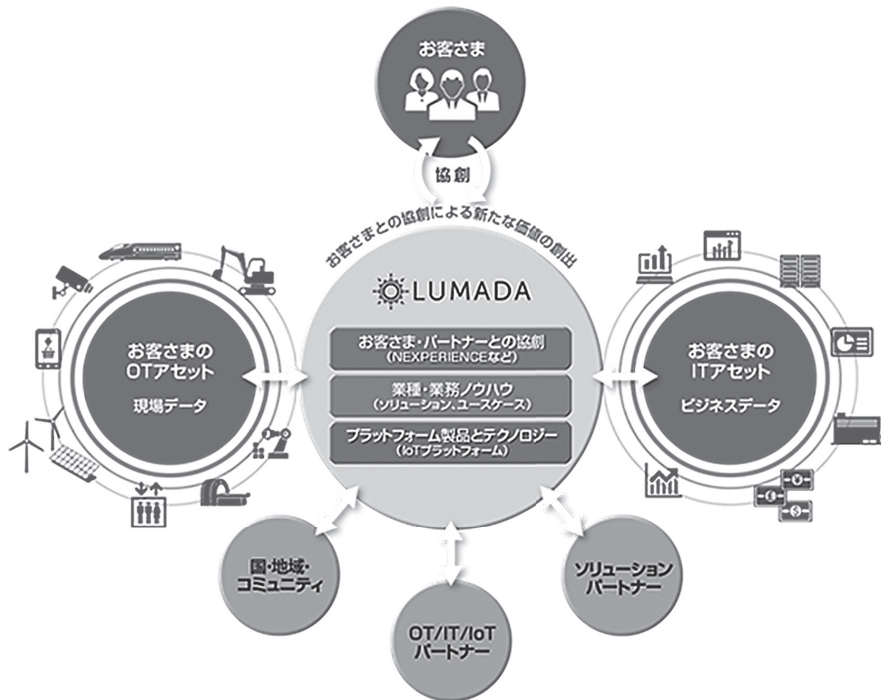 お客さま
協創
お客さまとの協創による新たな価値の創出
LUMADA
お客さま・パートナーとの協創
(NEXPERIENCEなど)
業種・業務ノウハウ
(ソリューション、ユースケース)
プラットフォーム製品とテクノロジー
(IoTプラットフォーム)
お客さまの
OTアセット
現場データ
お客さまの
ITアセット
ビジネスデータ
¥
€
$
国・地域・
コミュニティ
OT/IT/IoT
パートナー
ソリューション
パートナー